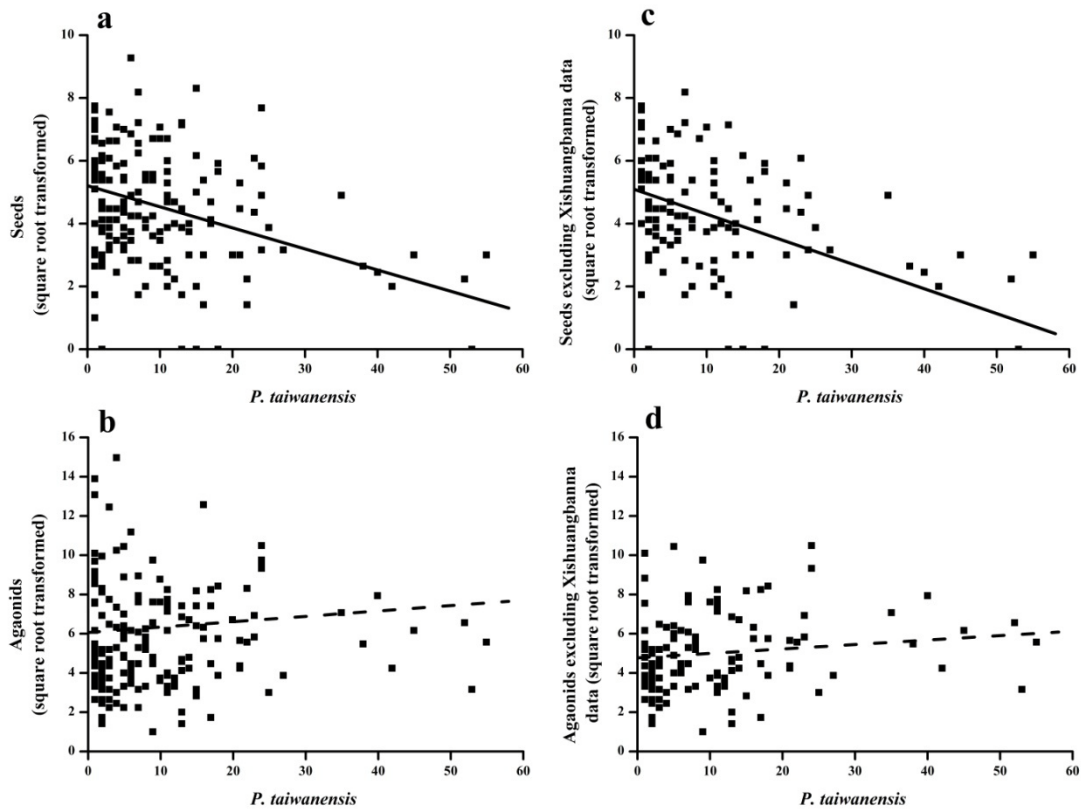 a
Seeds
(square root transformed)
10
8
6
4
2
0
0 10 20 30 40 50 60
P. taiwanensis
c
Seeds excluding Xishuangbanna data
(square root transformed)
10
8
6
4
2
0
0 10 20 30 40 50 60
P. taiwanensis
b
Agaonids
(square root transformed)
16
14
12
10
8
6
4
2
0
0 10 20 30 40 50 60
P. taiwanensis
d
Agaonids excluding Xishuangbanna
data (square root transformed)
16
14
12
10
8
6
4
2
0
0 10 20 30 40 50 60
P. taiwanensis